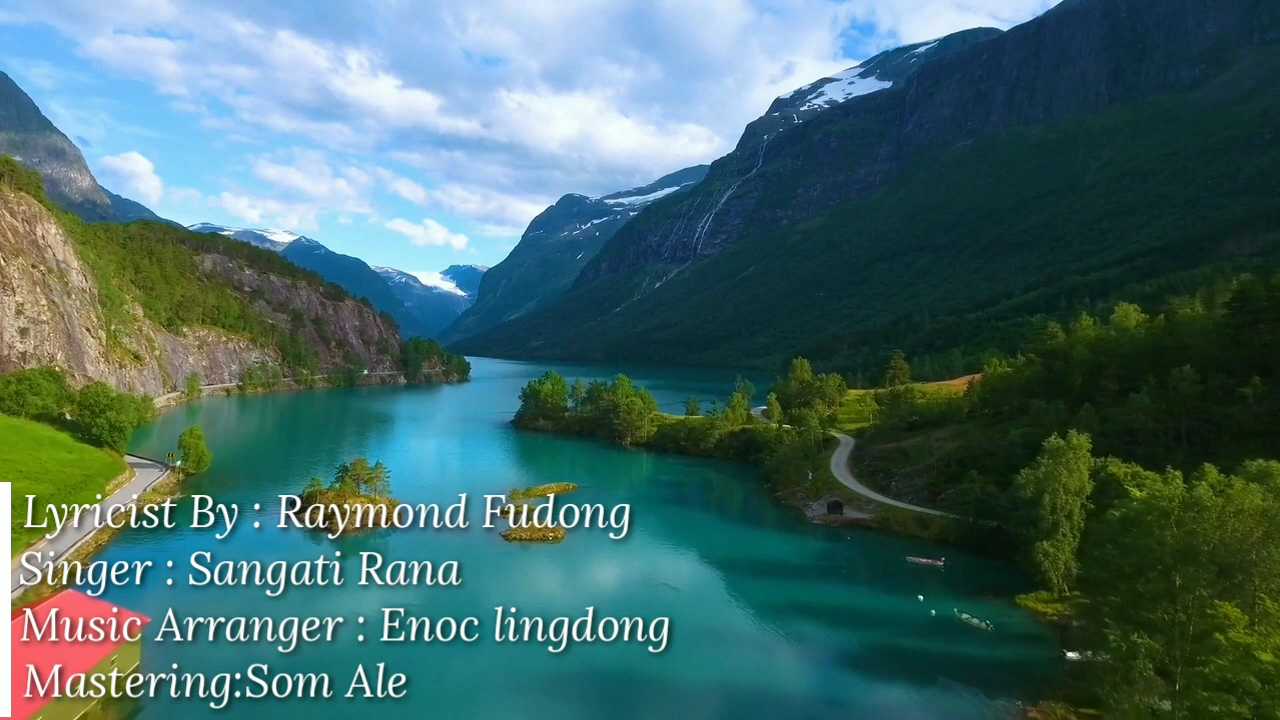 Lyricist By : Raymond Fudong
Singer : Sangati Rana
Music Arranger : Enoc lingdong
Mastering:Som Ale